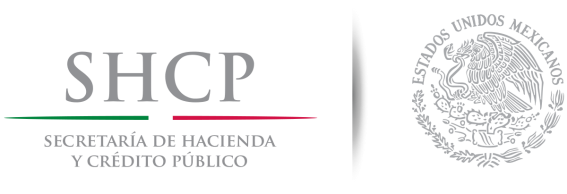 SHCP
SECRETARÍA DE HACIENDA
Y CRÉDITO PÚBLICO
ESTADOS UNIDOS MEXICANOS